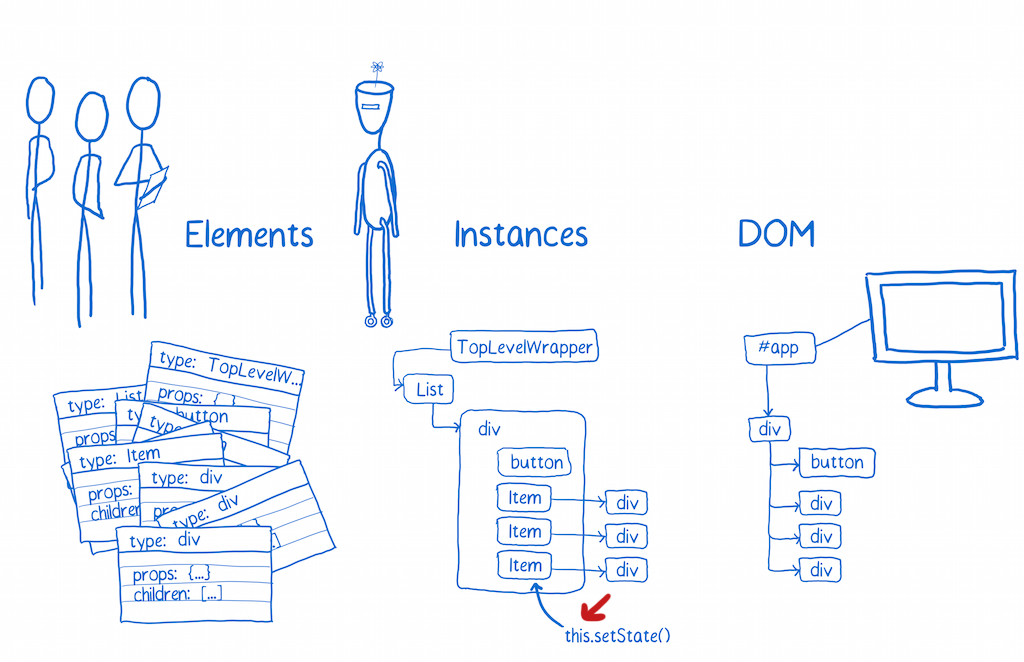 Elements
Instances
DOM
type: TopLevelW...
props: { }
type: List
props
button
type:
type: Item
props:
children
type: div
type: div
type: div
props: {...}
children: [...]
TopLevelWrapper
List
div
button
Item
div
Item
div
Item
div
this.setState()
#app
div
button
div
div
div